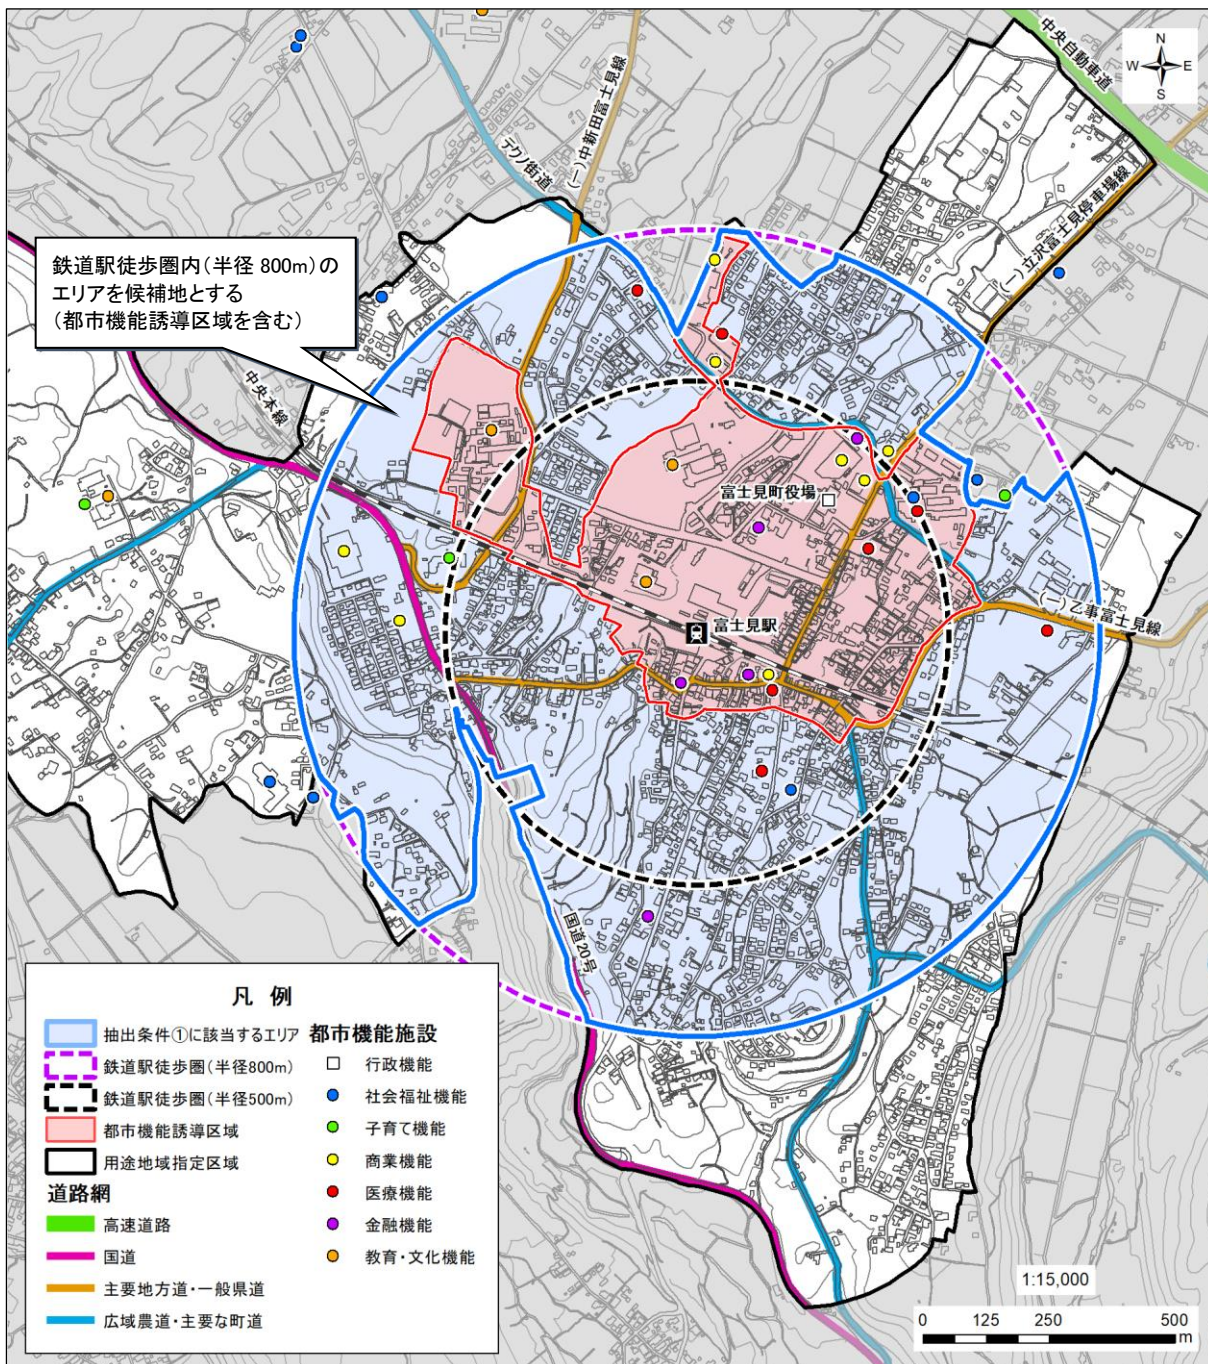 中央自動車道
N
W E
S
(一)中新田富士見線
テクノ街道
(一)立沢富士見停車場線
鉄道駅徒歩圏内(半径 800m)の
エリアを候補地とする
(都市機能誘導区域を含む)
中央本線
富士見町役場
(一)乙事富士見線
富士見駅
国道20号
凡 例
抽出条件①に該当するエリア
鉄道駅徒歩圏(半径800m)
鉄道駅徒歩圏(半径500m)
都市機能誘導区域
用途地域指定区域
道路網
高速道路
国道
主要地方道・一般県道
広域農道・主要な町道
都市機能施設
行政機能
社会福祉機能
子育て機能
商業機能
医療機能
金融機能
教育・文化機能
1:15,000
0 125 250 500
m